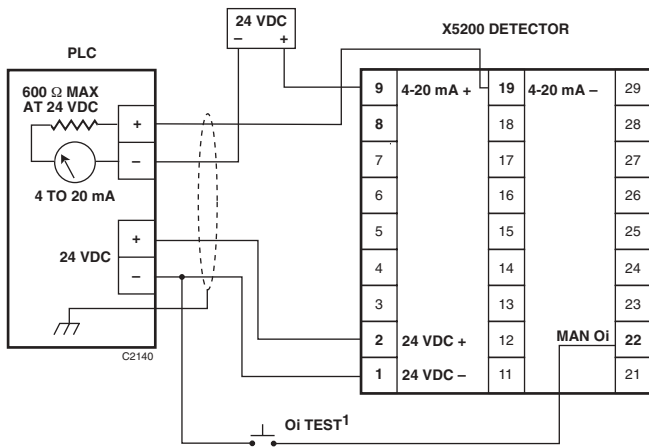 24 VDC
– +
X5200 DETECTOR
PLC
600 Ω MAX
AT 24 VDC
+
–
4 TO 20 mA
24 VDC
+
–
C2140
9 4-20 mA + 19 4-20 mA – 29
8 18 28
7 17 27
6 16 26
5 15 25
4 14 24
3 13 23
2 24 VDC + 12 MAN Oi 22
1 24 VDC – 11 21
Oi TEST1